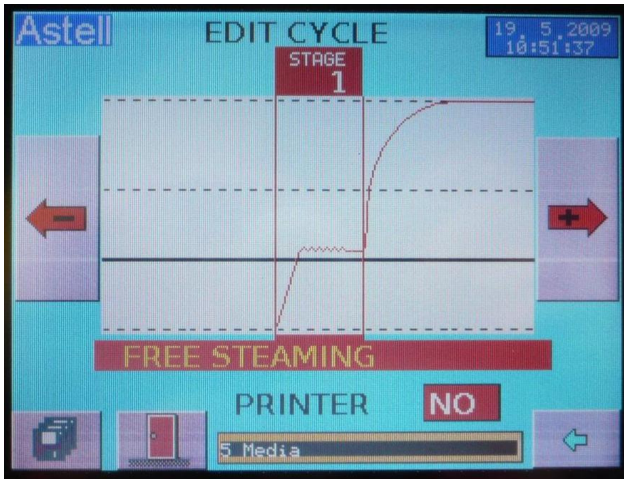 Astell
EDIT CYCLE
19. 5.2009
10:51:37
STAGE
1
-
+
FREE STEAMING
PRINTER
NO
5 Media